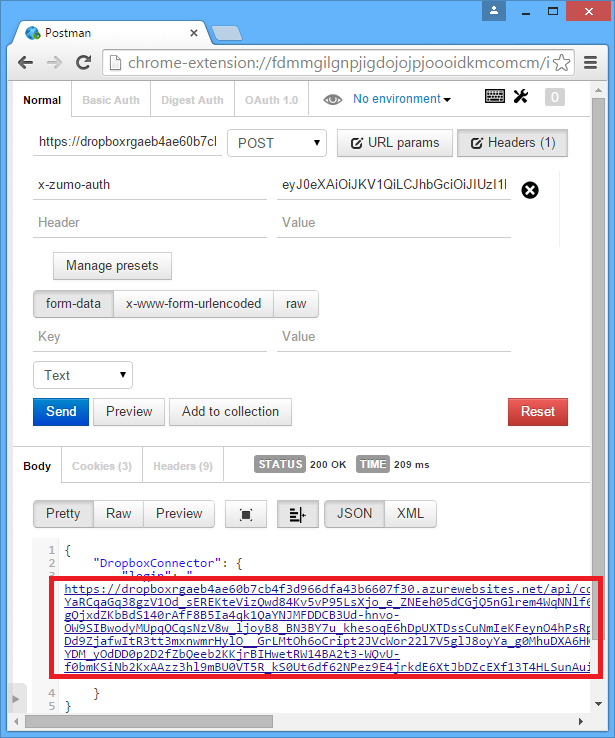 Postman
chrome-extension://fdmmgilgnpjigdojojpjoooidkmcomcm/i
Normal Basic Auth Digest Auth OAuth 1.0 No environment 0
https://dropboxrgaeb4ae60b7cl POST URL params Headers (1)
x-zumo-auth eyJ0eXAiOiJKV1QiLCJhbGciOiJIUzI1l
Header Value
Manage presets
form-data x-www-form-urlencoded raw
Key Value
Text
Send Preview Add to collection Reset
Body Cookies (3) Headers (9) STATUS 200 OK TIME 209 ms
Pretty Raw Preview JSON XML
1 {
2 "DropboxConnector": {
3 "login": "
https://dropboxrgaeb4ae60b7cb4f3d966dfa43b6607f30.azurewebsites.net/api/co
YaRCqaGq38gzV1Od_sEREKteVizQwd84Kv5vP95LsXjo_e_ZNEeh05dCGjQ5nGlrem4WqNNlf6
gOjxdZKbBdS140rAfF8B5Ia4qk1QaYNJMFDDCB3Ud-hnvo-
OW9SIBwodyMUpqOCqsNzV8w_ljoyB8_BN3BY7u_khesoqE6hDpUXTDssCuNmIeKFeynO4hPsRp
Dd9ZjafwItR3tt3mxnwmrHylO__GrLMtOh6oCript2JVcWor22l7V5glJ8oyYa_g0MhuDXA6HK
YDM_yOdDD0p2D2fZbQeeb2KKjrBIHwetRW14BA2t3-WQvU-
f0bmKSiNb2KxAAzz3hl9mBU0VT5R_kS0Ut6df62NPez9E4jrkdE6XtJbDZcEXf13T4HLSunAui
4 }
5 }